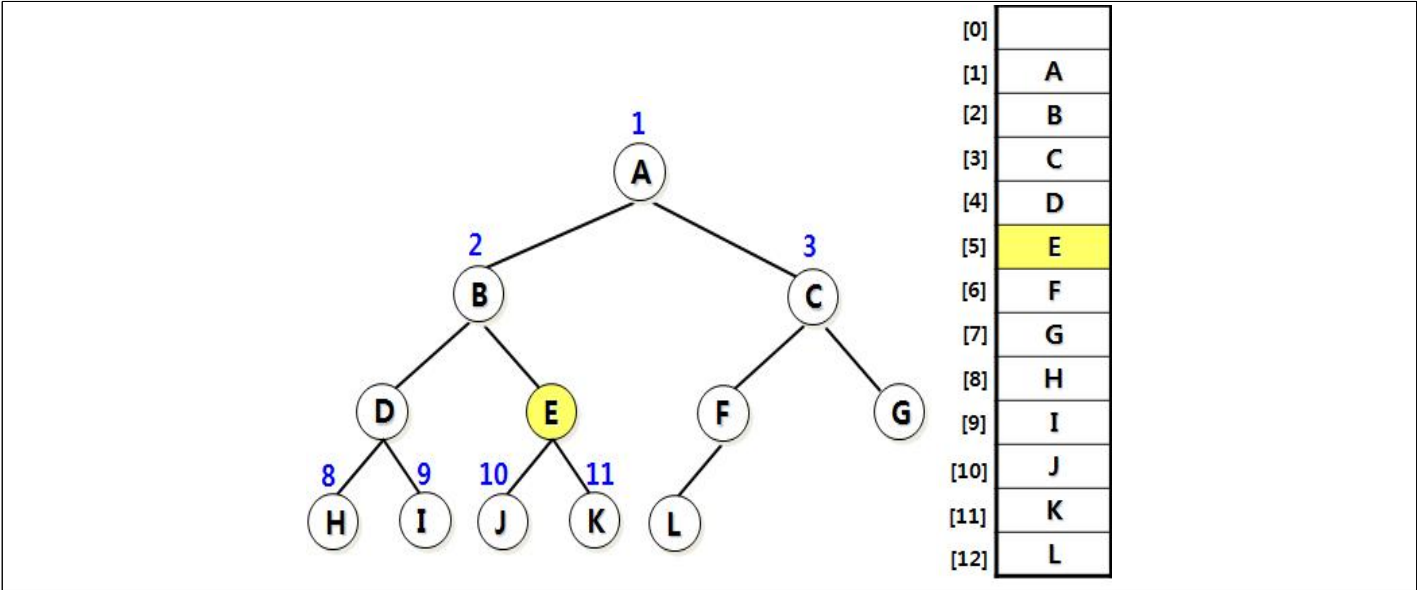 1
A
2
3
B
C
D
E
F
G
8
9
10
11
H
I
J
K
L
[0]
[1] A
[2] B
[3] C
[4] D
[5] E
[6] F
[7] G
[8] H
[9] I
[10] J
[11] K
[12] L